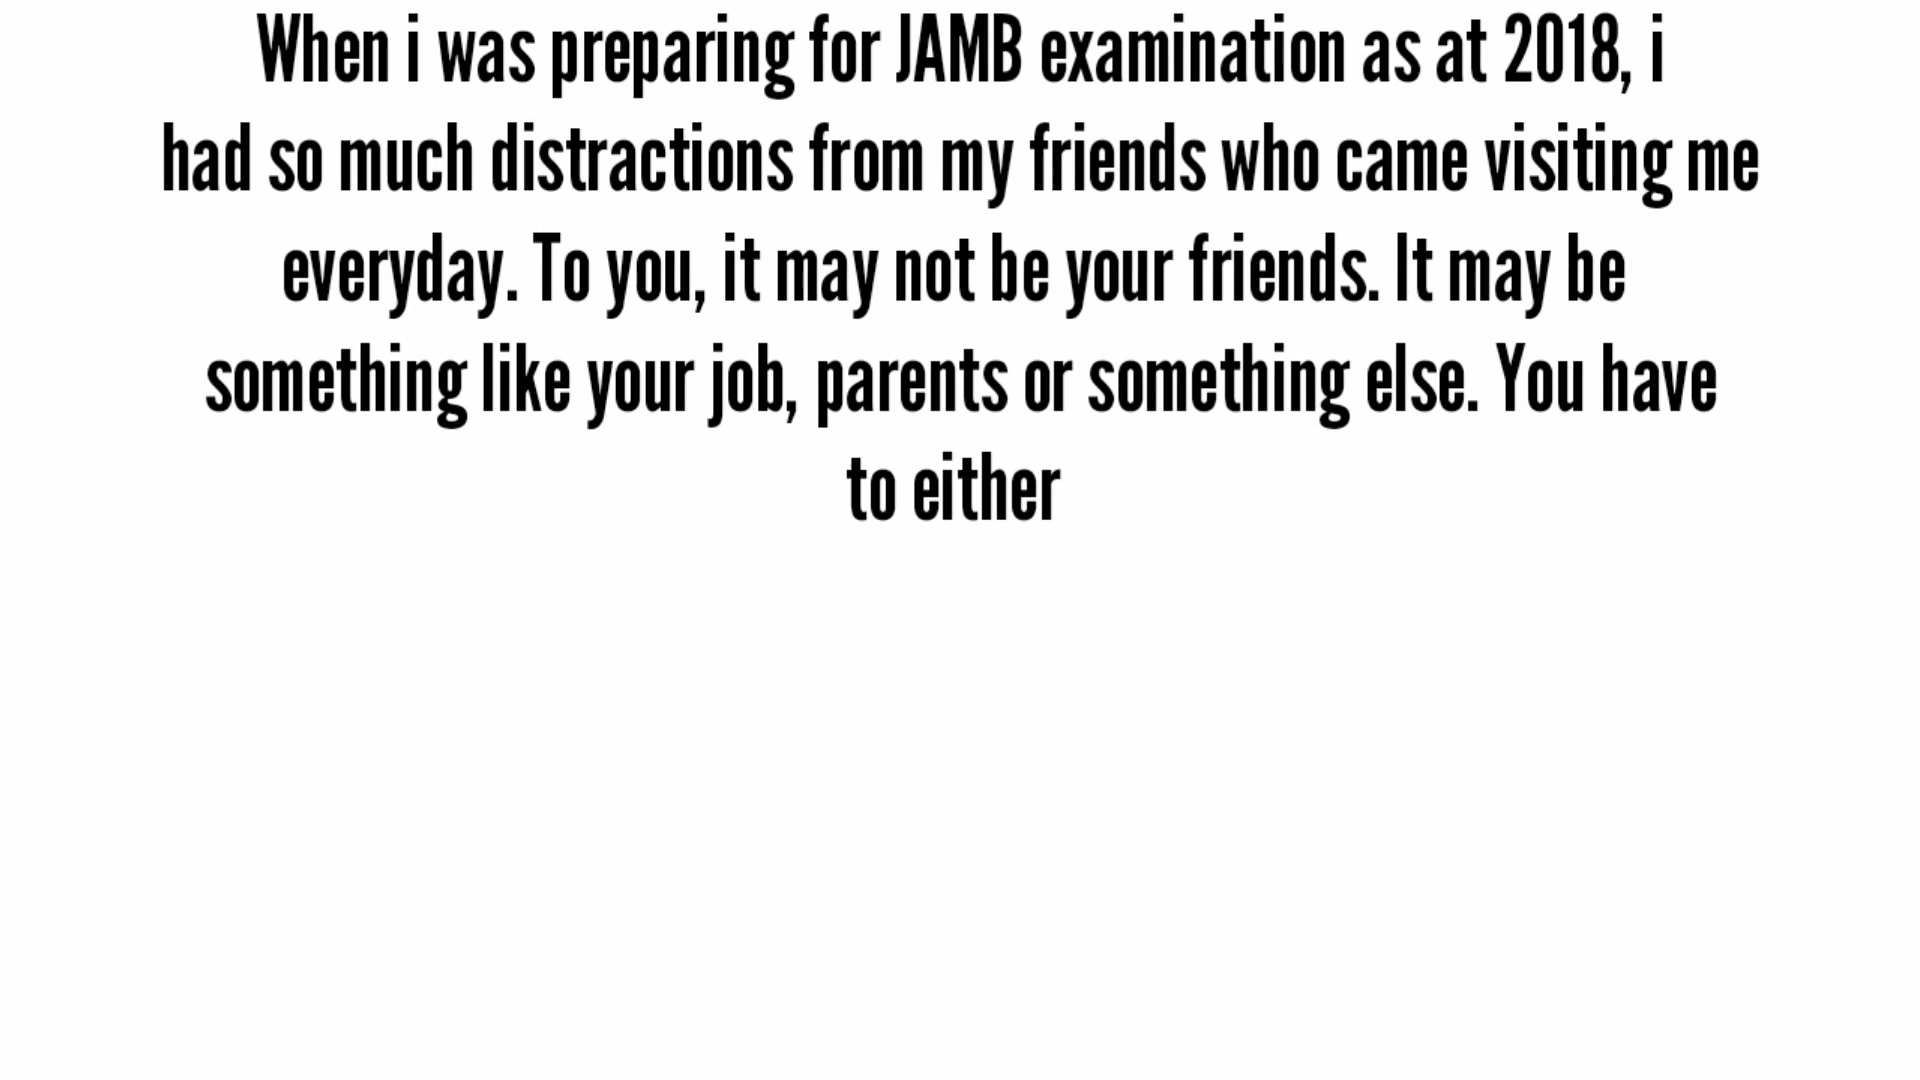 When i was preparing for JAMB examination as at 2018, i
had so much distractions from my friends who came visiting me
everyday. To you, it may not be your friends. It may be
something like your job, parents or something else. You have
to either